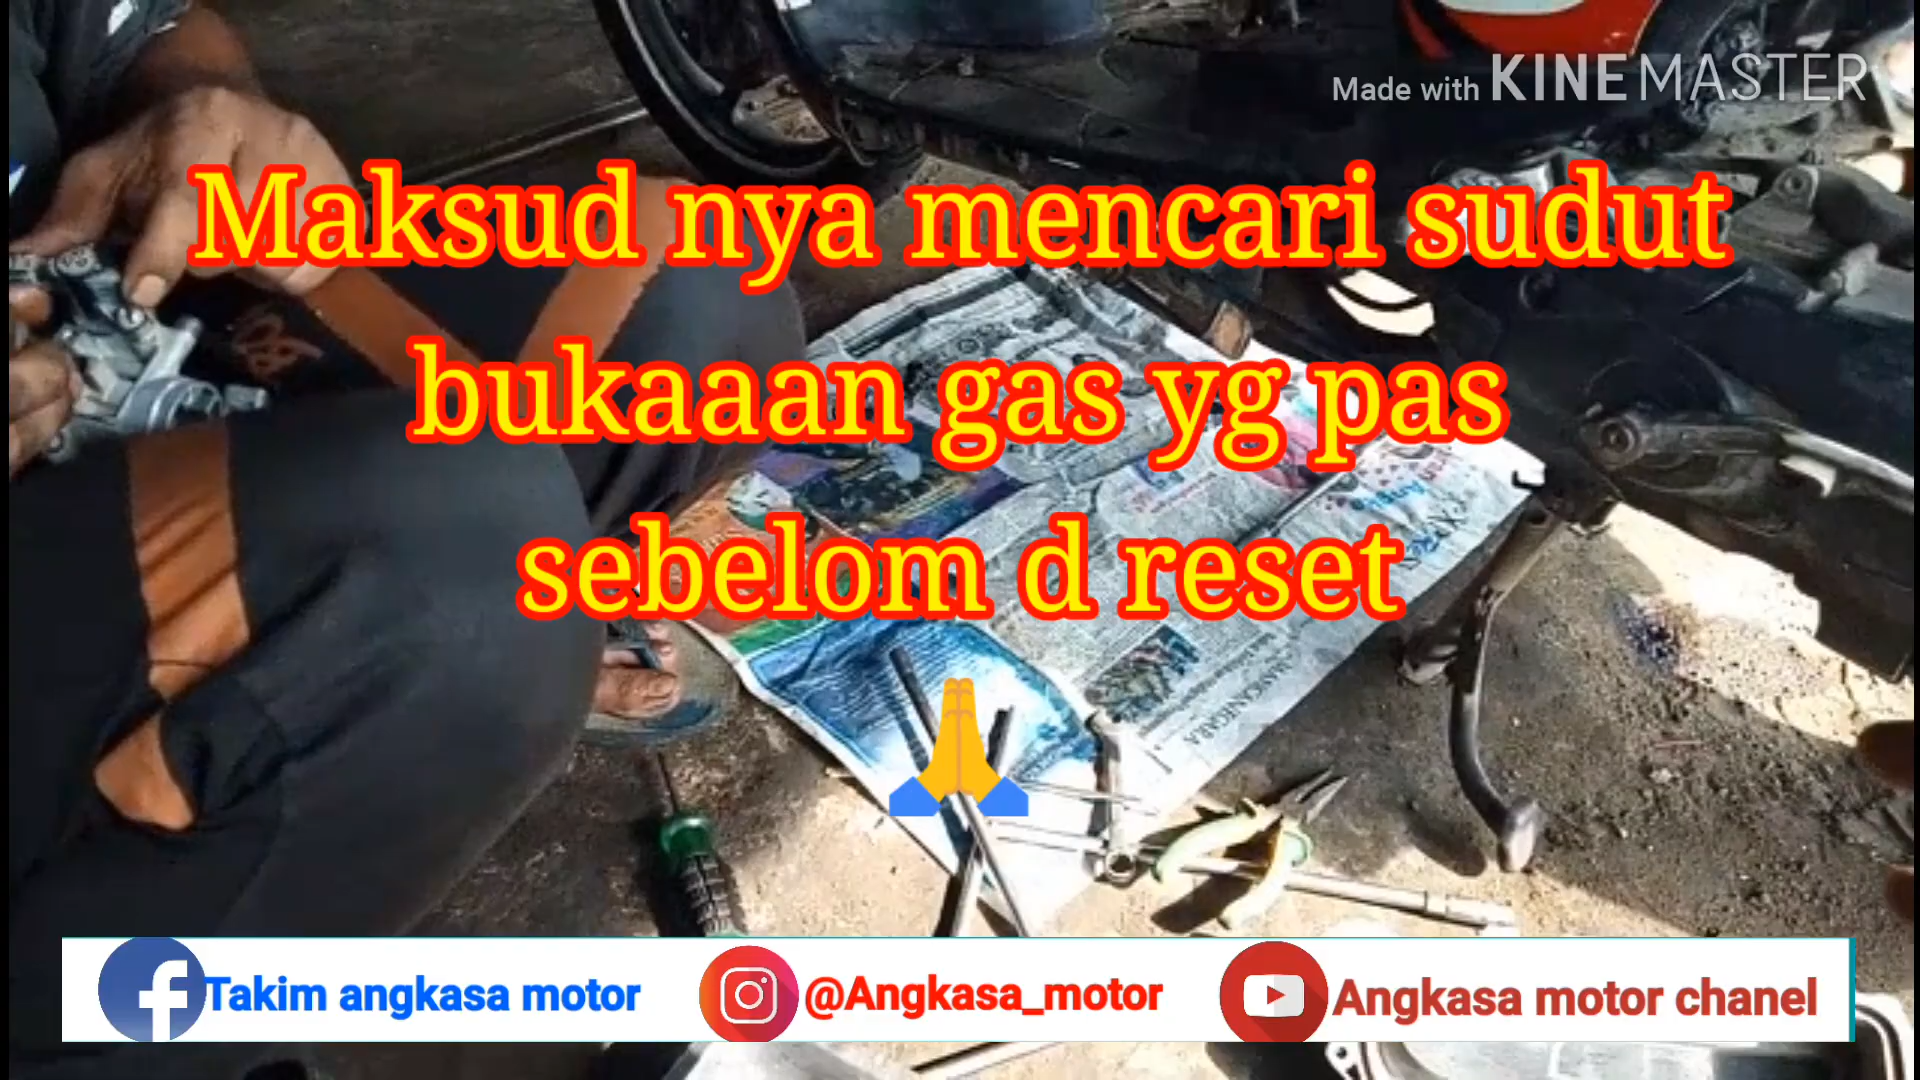 Made with KINEMASTER
Maksud nya mencari sudut
bukaaan gas yg pas
sebelom d reset
Takim angkasa motor
@Angkasa_motor
Angkasa motor chanel